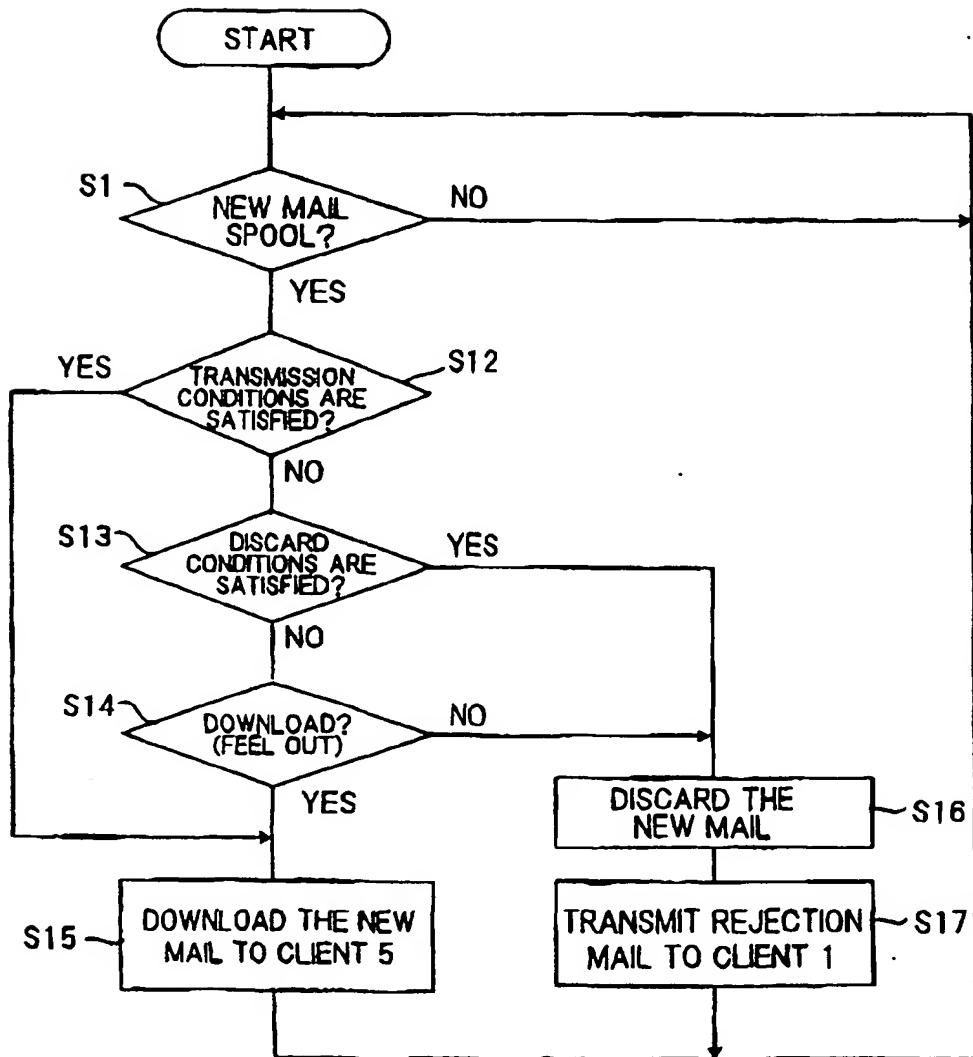 START
S1
NEW MAIL
SPOOL?
NO
YES
YES
S12
TRANSMISSION
CONDITIONS ARE
SATISFIED?
NO
S13
DISCARD
CONDITIONS ARE
SATISFIED?
YES
NO
S14
DOWNLOAD?
(FEEL OUT)
NO
YES
DISCARD THE
NEW MAIL
S16
S15
DOWNLOAD THE NEW
MAIL TO CLIENT 5
TRANSMIT REJECTION
MAIL TO CLIENT 1
S17